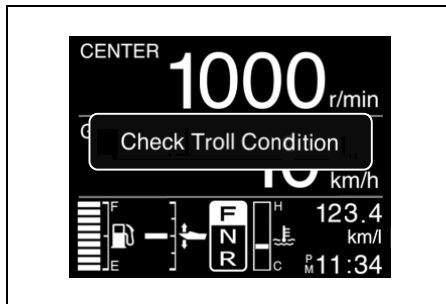 CENTER
1000 r/min
G
Check Troll Condition
km/h
F
E
F
N
R
H
C
123.4
km/l
PM 11:34